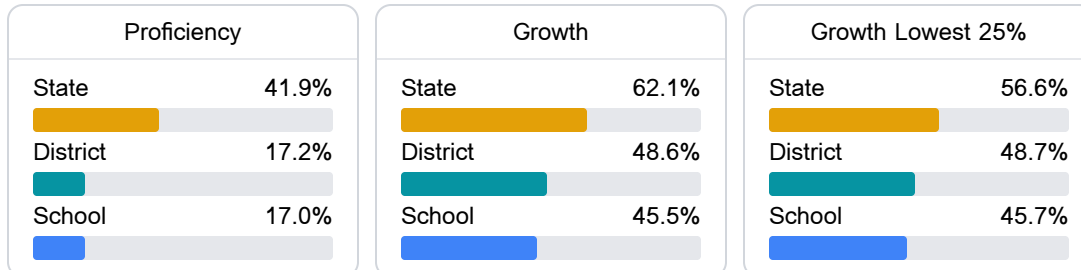 Proficiency
State 41.9%
District 17.2%
School 17.0%
Growth
State 62.1%
District 48.6%
School 45.5%
Growth Lowest 25%
State 56.6%
District 48.7%
School 45.7%